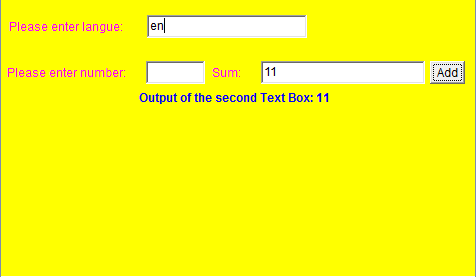 Please enter langue: en
Please enter number: Sum: 11 Add
Output of the second Text Box: 11